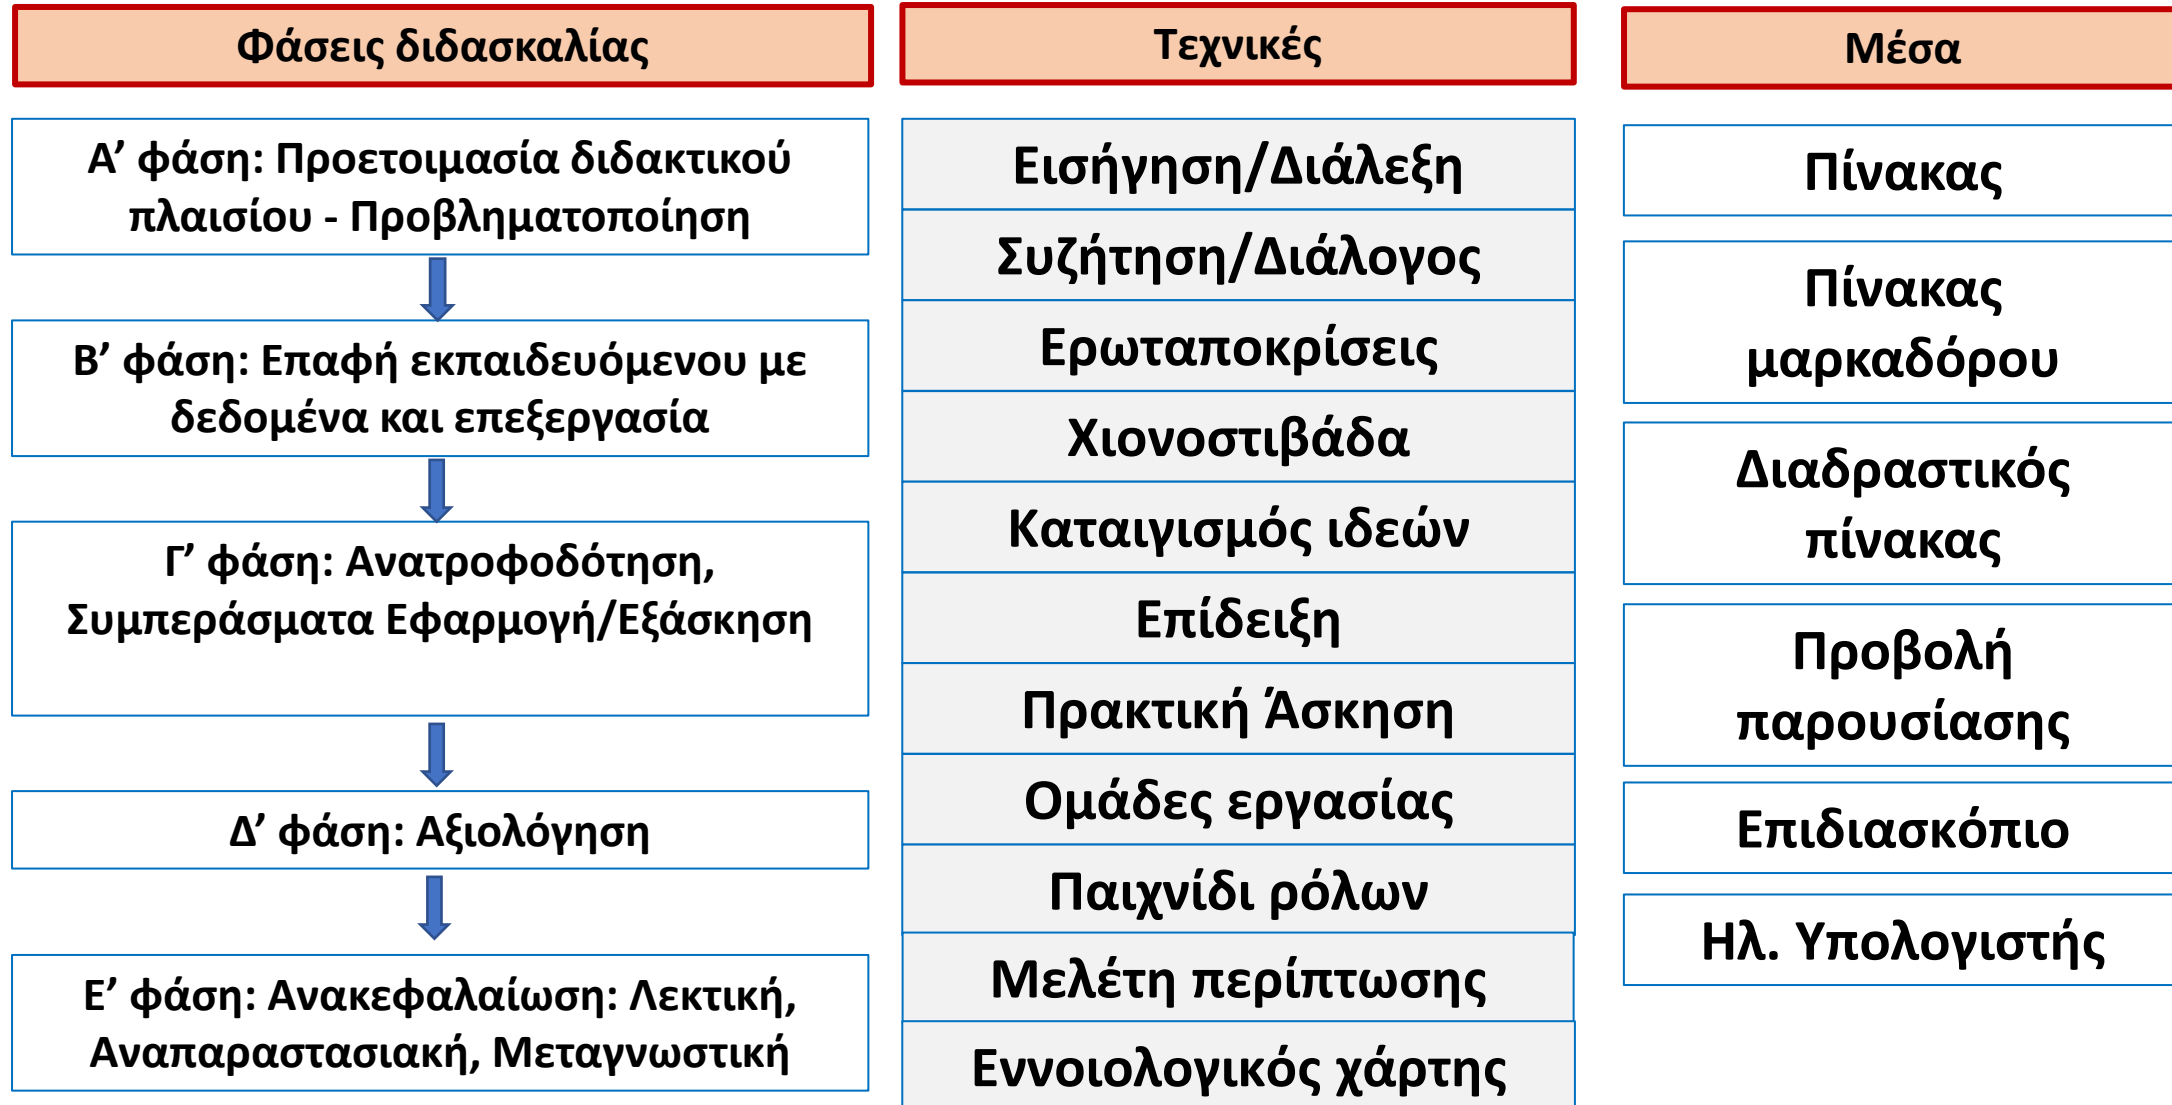 Φάσεις διδασκαλίας
Α’ φάση: Προετοιμασία διδακτικού
πλαισίου - Προβληματοποίηση
Β’ φάση: Επαφή εκπαιδευόμενου με
δεδομένα και επεξεργασία
Γ’ φάση: Ανατροφοδότηση,
Συμπεράσματα Εφαρμογή/Εξάσκηση
Δ’ φάση: Αξιολόγηση
Ε’ φάση: Ανακεφαλαίωση: Λεκτική,
Αναπαραστασιακή, Μεταγνωστική
Τεχνικές
Εισήγηση/Διάλεξη
Συζήτηση/Διάλογος
Ερωταποκρίσεις
Χιονοστιβάδα
Καταιγισμός ιδεών
Επίδειξη
Πρακτική Άσκηση
Ομάδες εργασίας
Παιχνίδι ρόλων
Μελέτη περίπτωσης
Εννοιολογικός χάρτης
Μέσα
Πίνακας
Πίνακας
μαρκαδόρου
Διαδραστικός
πίνακας
Προβολή
παρουσίασης
Επιδιασκόπιο
Ηλ. Υπολογιστής